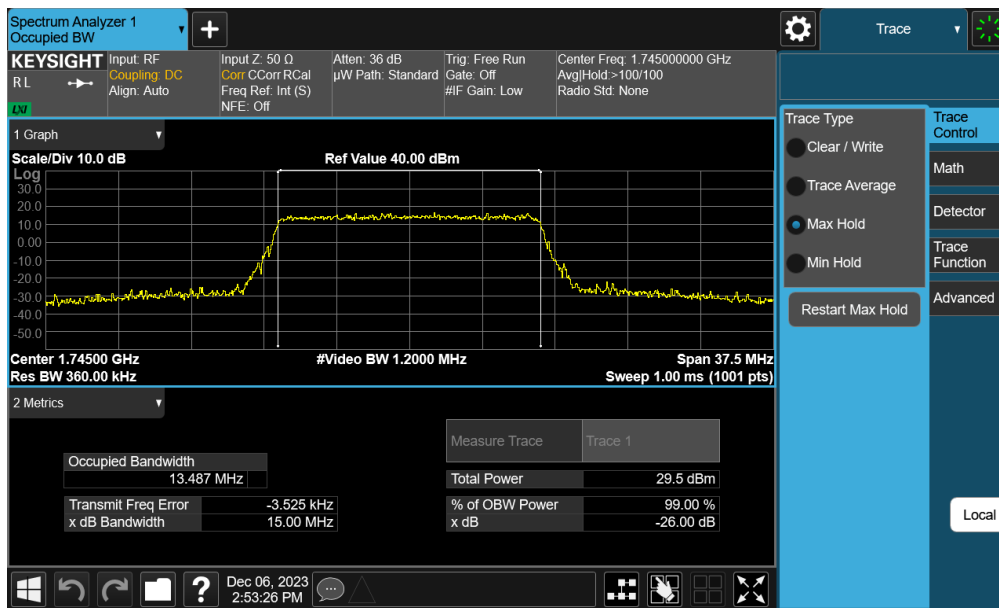 Spectrum Analyzer 1
Occupied BW
Trace
KEYSIGHT
R L
LXI
Input: RF
Coupling: DC
Align: Auto
Input Z: 50 Ω
Corr CCorr RCal
Freq Ref: Int (S)
NFE: Off
Atten: 36 dB
µW Path: Standard
Trig: Free Run
Gate: Off
#IF Gain: Low
Center Freq: 1.745000000 GHz
Avg|Hold:>100/100
Radio Std: None
1 Graph
Scale/Div 10.0 dB
Ref Value 40.00 dBm
Log
30.0
20.0
10.0
0.00
-10.0
-20.0
-30.0
-40.0
-50.0
Center 1.74500 GHz
#Video BW 1.2000 MHz
Span 37.5 MHz
Res BW 360.00 kHz
Sweep 1.00 ms (1001 pts)
2 Metrics
Measure Trace
Trace 1
Occupied Bandwidth
13.487 MHz
Total Power
29.5 dBm
Transmit Freq Error
-3.525 kHz
% of OBW Power
99.00 %
x dB Bandwidth
15.00 MHz
x dB
-26.00 dB
Trace Type
Clear / Write
Trace Average
Max Hold
Min Hold
Restart Max Hold
Trace
Control
Math
Detector
Trace
Function
Advanced
Local
?
Dec 06, 2023
2:53:26 PM